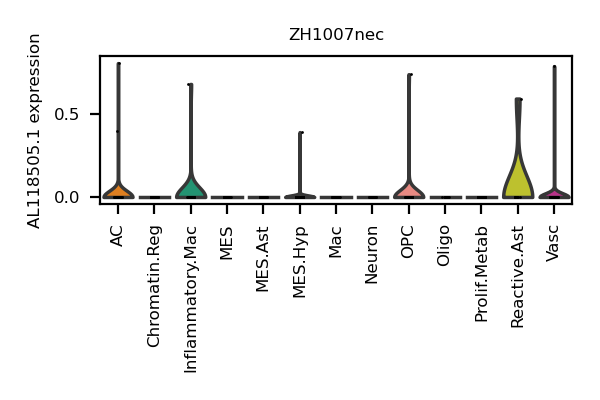 ZH1007nec
AL118505.1 expression
0.5
0.0
AC
Chromatin.Reg
Inflammatory.Mac
MES
MES.Ast
MES.Hyp
Mac
Neuron
OPC
Oligo
Prolif.Metab
Reactive.Ast
Vasc